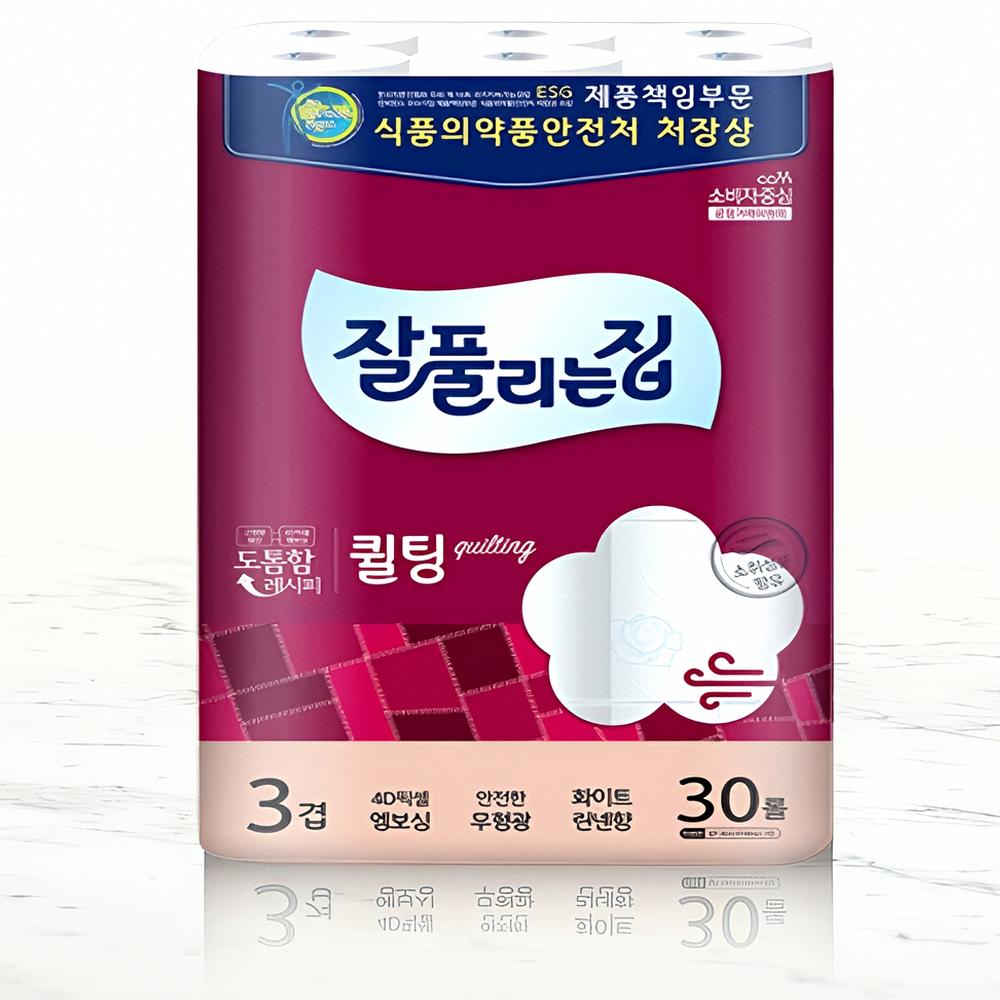 ESG 제품책임부문
식품의약품안전처 처장상
소비자중심
잘풀리는집
도톰함
레시피
퀼팅 quilting
3겹
엠보싱
안전한
무형광
화이트
린넨향
30롤